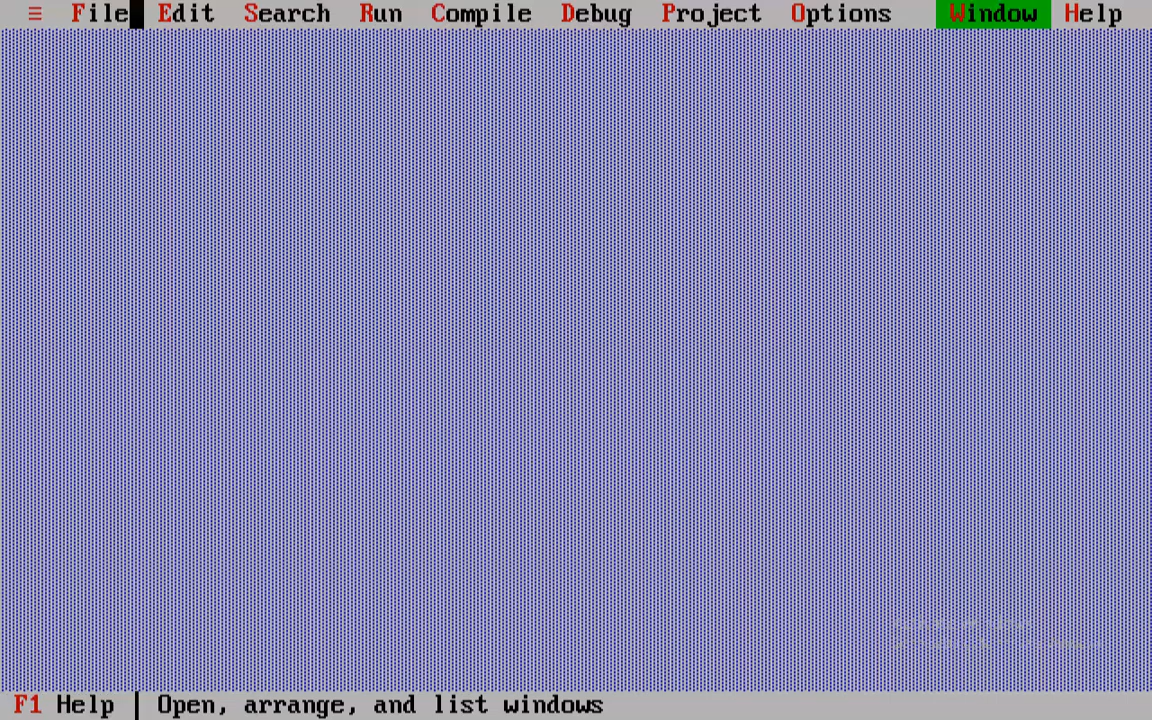 ≡ File Edit Search Run Compile Debug Project Options Window Help
F1 Help | Open, arrange, and list windows